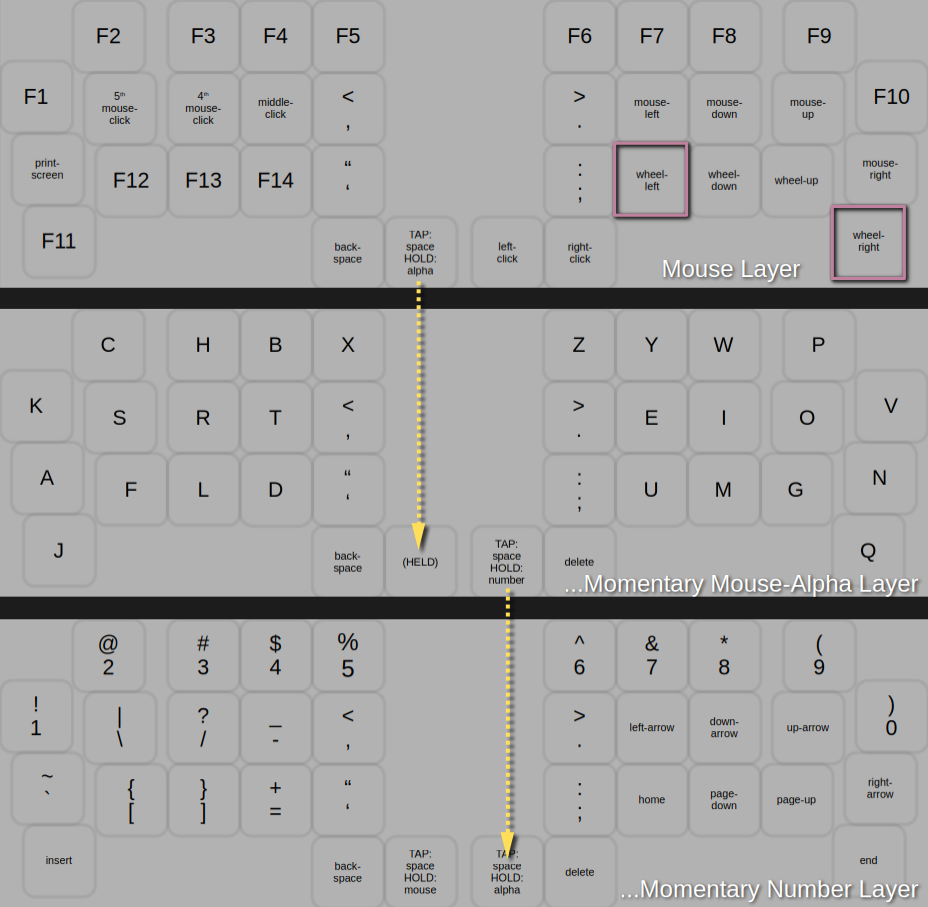 F2 F3 F4 F5 F6 F7 F8 F9
F1 5th mouse-click 4th mouse-click middle-click < , > . mouse-left mouse-down mouse-up F10
print-screen F12 F13 F14 “ ‘ : ; wheel-left wheel-down wheel-up mouse-right
F11 back-space TAP: space HOLD: alpha left-click right-click wheel-right
Mouse Layer
C H B X Z Y W P
K S R T < , > . E I O V
A F L D “ ‘ : ; U M G N
J back-space (HELD) TAP: space HOLD: number delete Q
...Momentary Mouse-Alpha Layer
@ 2 # 3 $ 4 % 5 ^ 6 & 7 * 8 ( 9
! 1 | \ ? / _ - < , > . left-arrow down-arrow up-arrow ) 0
~ ` { [ } ] + = “ ‘ : ; home page-down page-up right-arrow
insert back-space TAP: space HOLD: mouse TAP: space HOLD: alpha delete end
...Momentary Number Layer